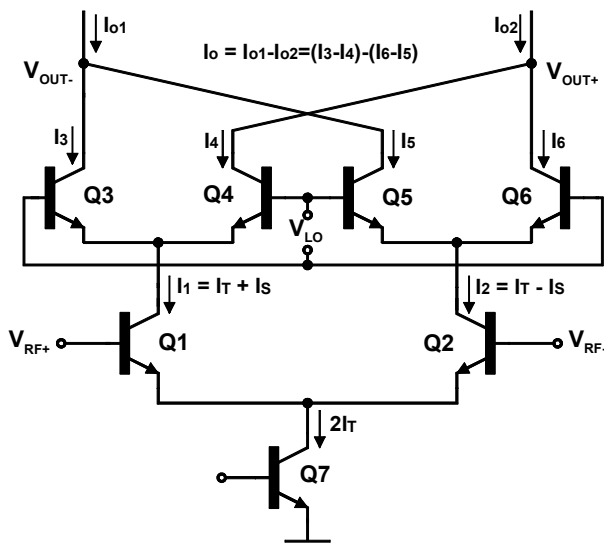 Io1
Io = Io1-Io2=(I3-I4)-(I6-I5)
Io2
VOUT-
VOUT+
I3
I4
I5
I6
Q3
Q4
Q5
Q6
VLO
I1 = IT + IS
I2 = IT - IS
VRF+
Q1
Q2
VRF-
2IT
Q7